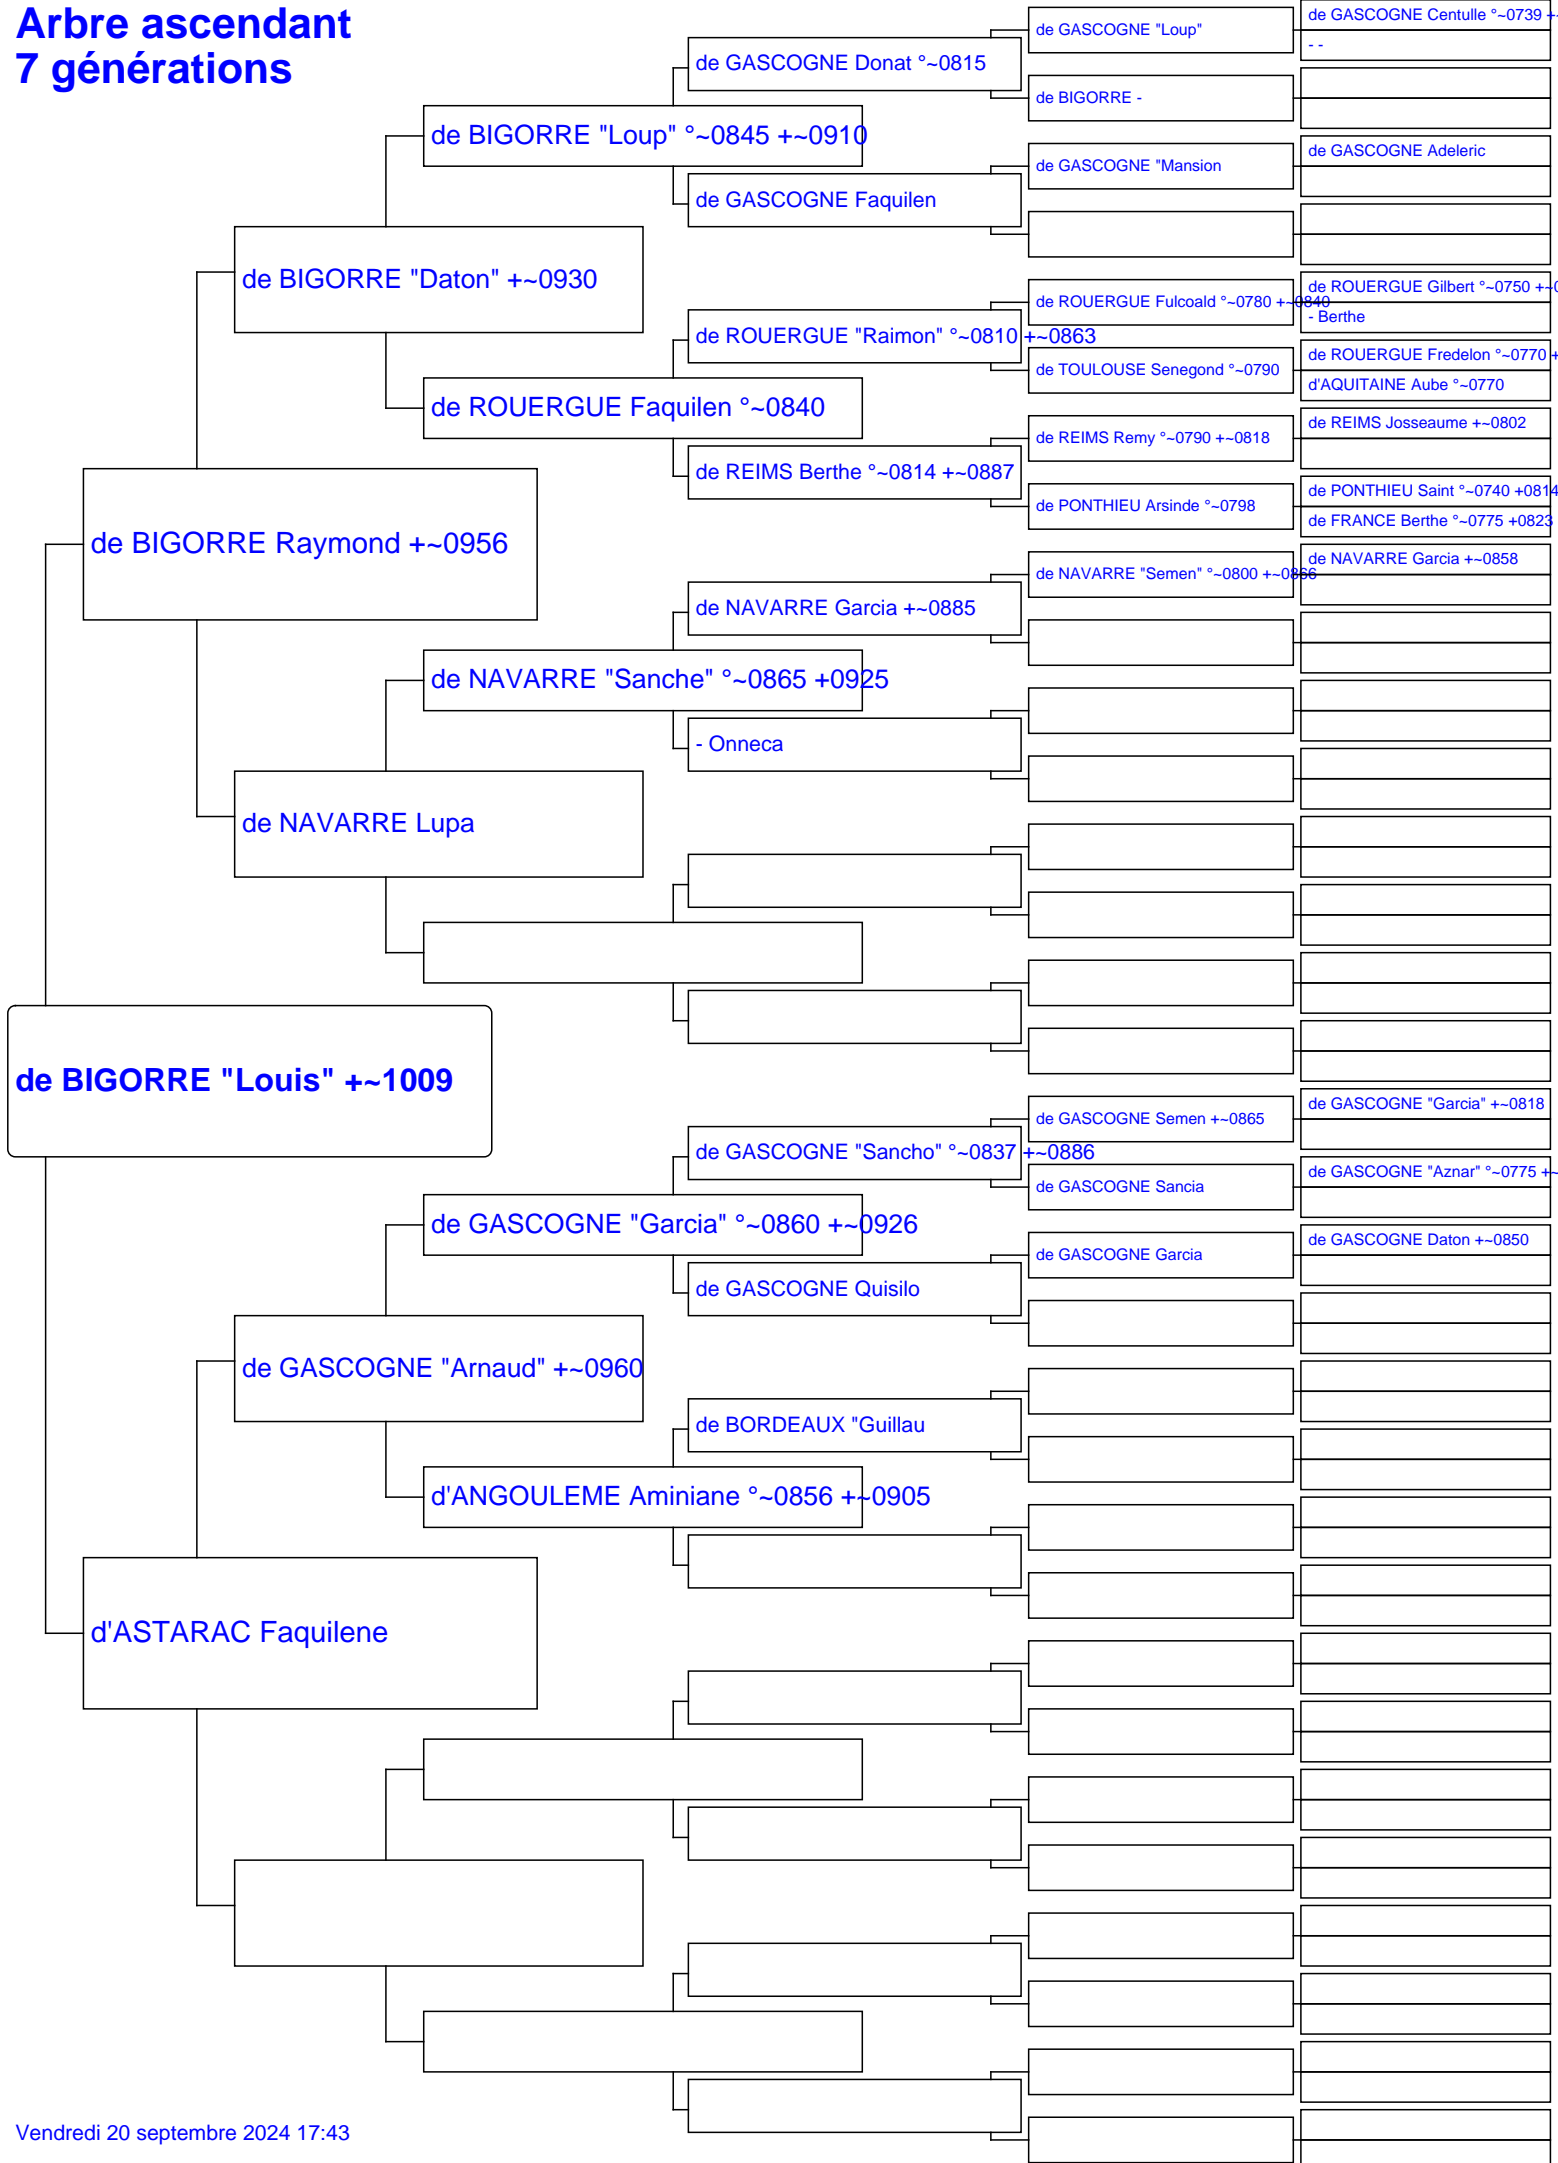 Arbre ascendant
7 générations
de BIGORRE "Louis" +~1009
de BIGORRE Raymond +~0956
d'ASTARAC Faquilene
de BIGORRE "Daton" +~0930
de NAVARRE Lupa
de GASCOGNE "Arnaud" +~0960
de BIGORRE "Loup" °~0845 +~0910
de ROUERGUE Faquilen °~0840
de NAVARRE "Sanche" °~0865 +0925
de GASCOGNE "Garcia" °~0860 +~0926
d'ANGOULEME Aminiane °~0856 +~0905
de GASCOGNE Donat °~0815
de GASCOGNE Faquilen
de ROUERGUE "Raimon" °~0810 +~0863
de REIMS Berthe °~0814 +~0887
de NAVARRE Garcia +~0885
- Onneca
de GASCOGNE "Sancho" °~0837 +~0886
de GASCOGNE Quisilo
de BORDEAUX "Guillau
de GASCOGNE "Loup"
de BIGORRE -
de GASCOGNE "Mansion
de ROUERGUE Fulcoald °~0780 +~0840
de TOULOUSE Senegond °~0790
de REIMS Remy °~0790 +~0818
de PONTHIEU Arsinde °~0798
de NAVARRE "Semen" °~0800 +~0866
de GASCOGNE Semen +~0865
de GASCOGNE Sancia
de GASCOGNE Garcia
de GASCOGNE Centulle °~0739 +~
- -
de GASCOGNE Adeleric
de ROUERGUE Gilbert °~0750 +~0
- Berthe
de ROUERGUE Fredelon °~0770 +
d'AQUITAINE Aube °~0770
de REIMS Josseaume +~0802
de PONTHIEU Saint °~0740 +0814
de FRANCE Berthe °~0775 +0823
de NAVARRE Garcia +~0858
de GASCOGNE "Garcia" +~0818
de GASCOGNE "Aznar" °~0775 +~
de GASCOGNE Daton +~0850
Vendredi 20 septembre 2024 17:43